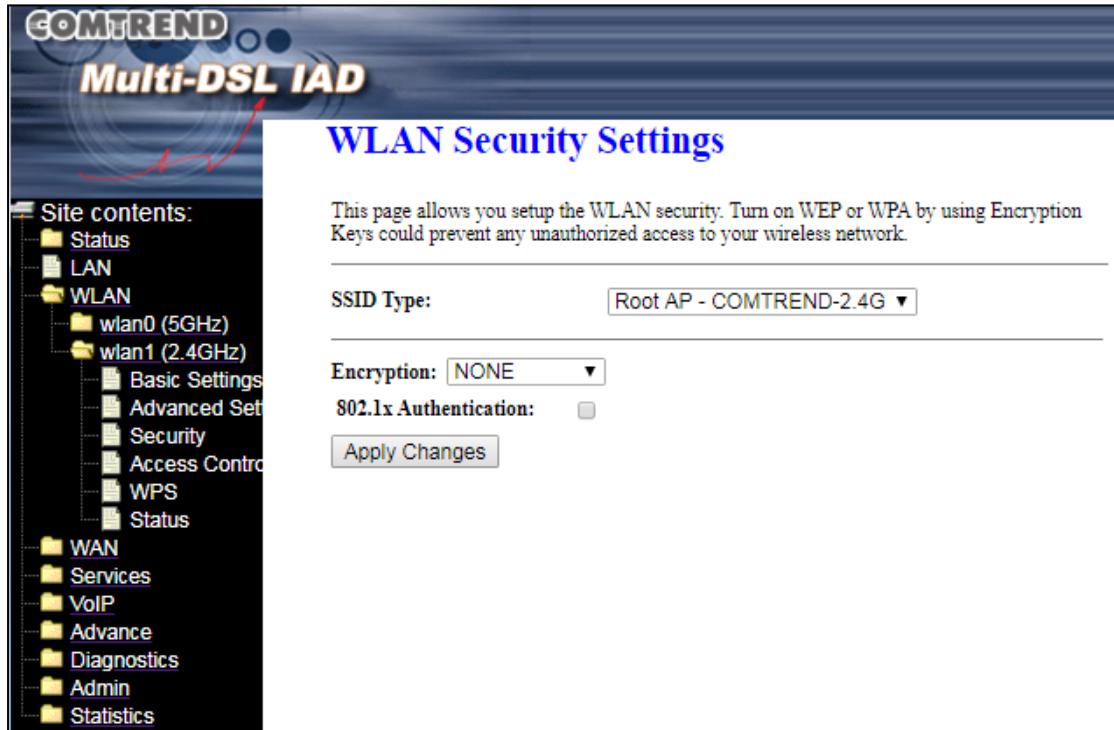 COMTREND
Multi-DSL IAD
Site contents:
Status
LAN
WLAN
wlan0 (5GHz)
wlan1 (2.4GHz)
Basic Settings
Advanced Set
Security
Access Contro
WPS
Status
WAN
Services
VoIP
Advance
Diagnostics
Admin
Statistics
WLAN Security Settings
This page allows you setup the WLAN security. Turn on WEP or WPA by using Encryption
Keys could prevent any unauthorized access to your wireless network.
SSID Type: Root AP - COMTREND-2.4G
Encryption: NONE
802.1x Authentication:
Apply Changes